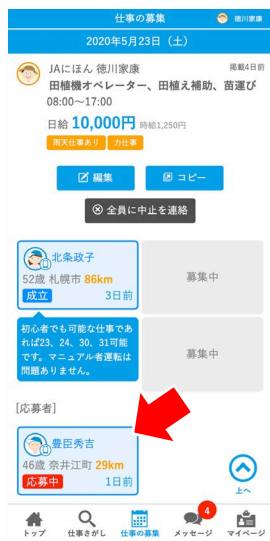 仕事の募集
徳川家康
2020年5月23日（土）
JAにほん 徳川家康
掲載4日前
田植機オペレーター、田植え補助、苗運び
08:00〜17:00
日給 10,000円 時給1,250円
雨天仕事あり 力仕事
編集
コピー
全員に中止を連絡
北条政子
52歳 札幌市 86km
成立 3日前
募集中
初心者でも可能な仕事であ
れば23、24、30、31可能
です。マニュアル者運転は
問題ありません。
募集中
[応募者]
豊臣秀吉
46歳 奈井江町 29km
応募中 1日前
上へ
4
トップ 仕事さがし 仕事の募集 メッセージ マイページ